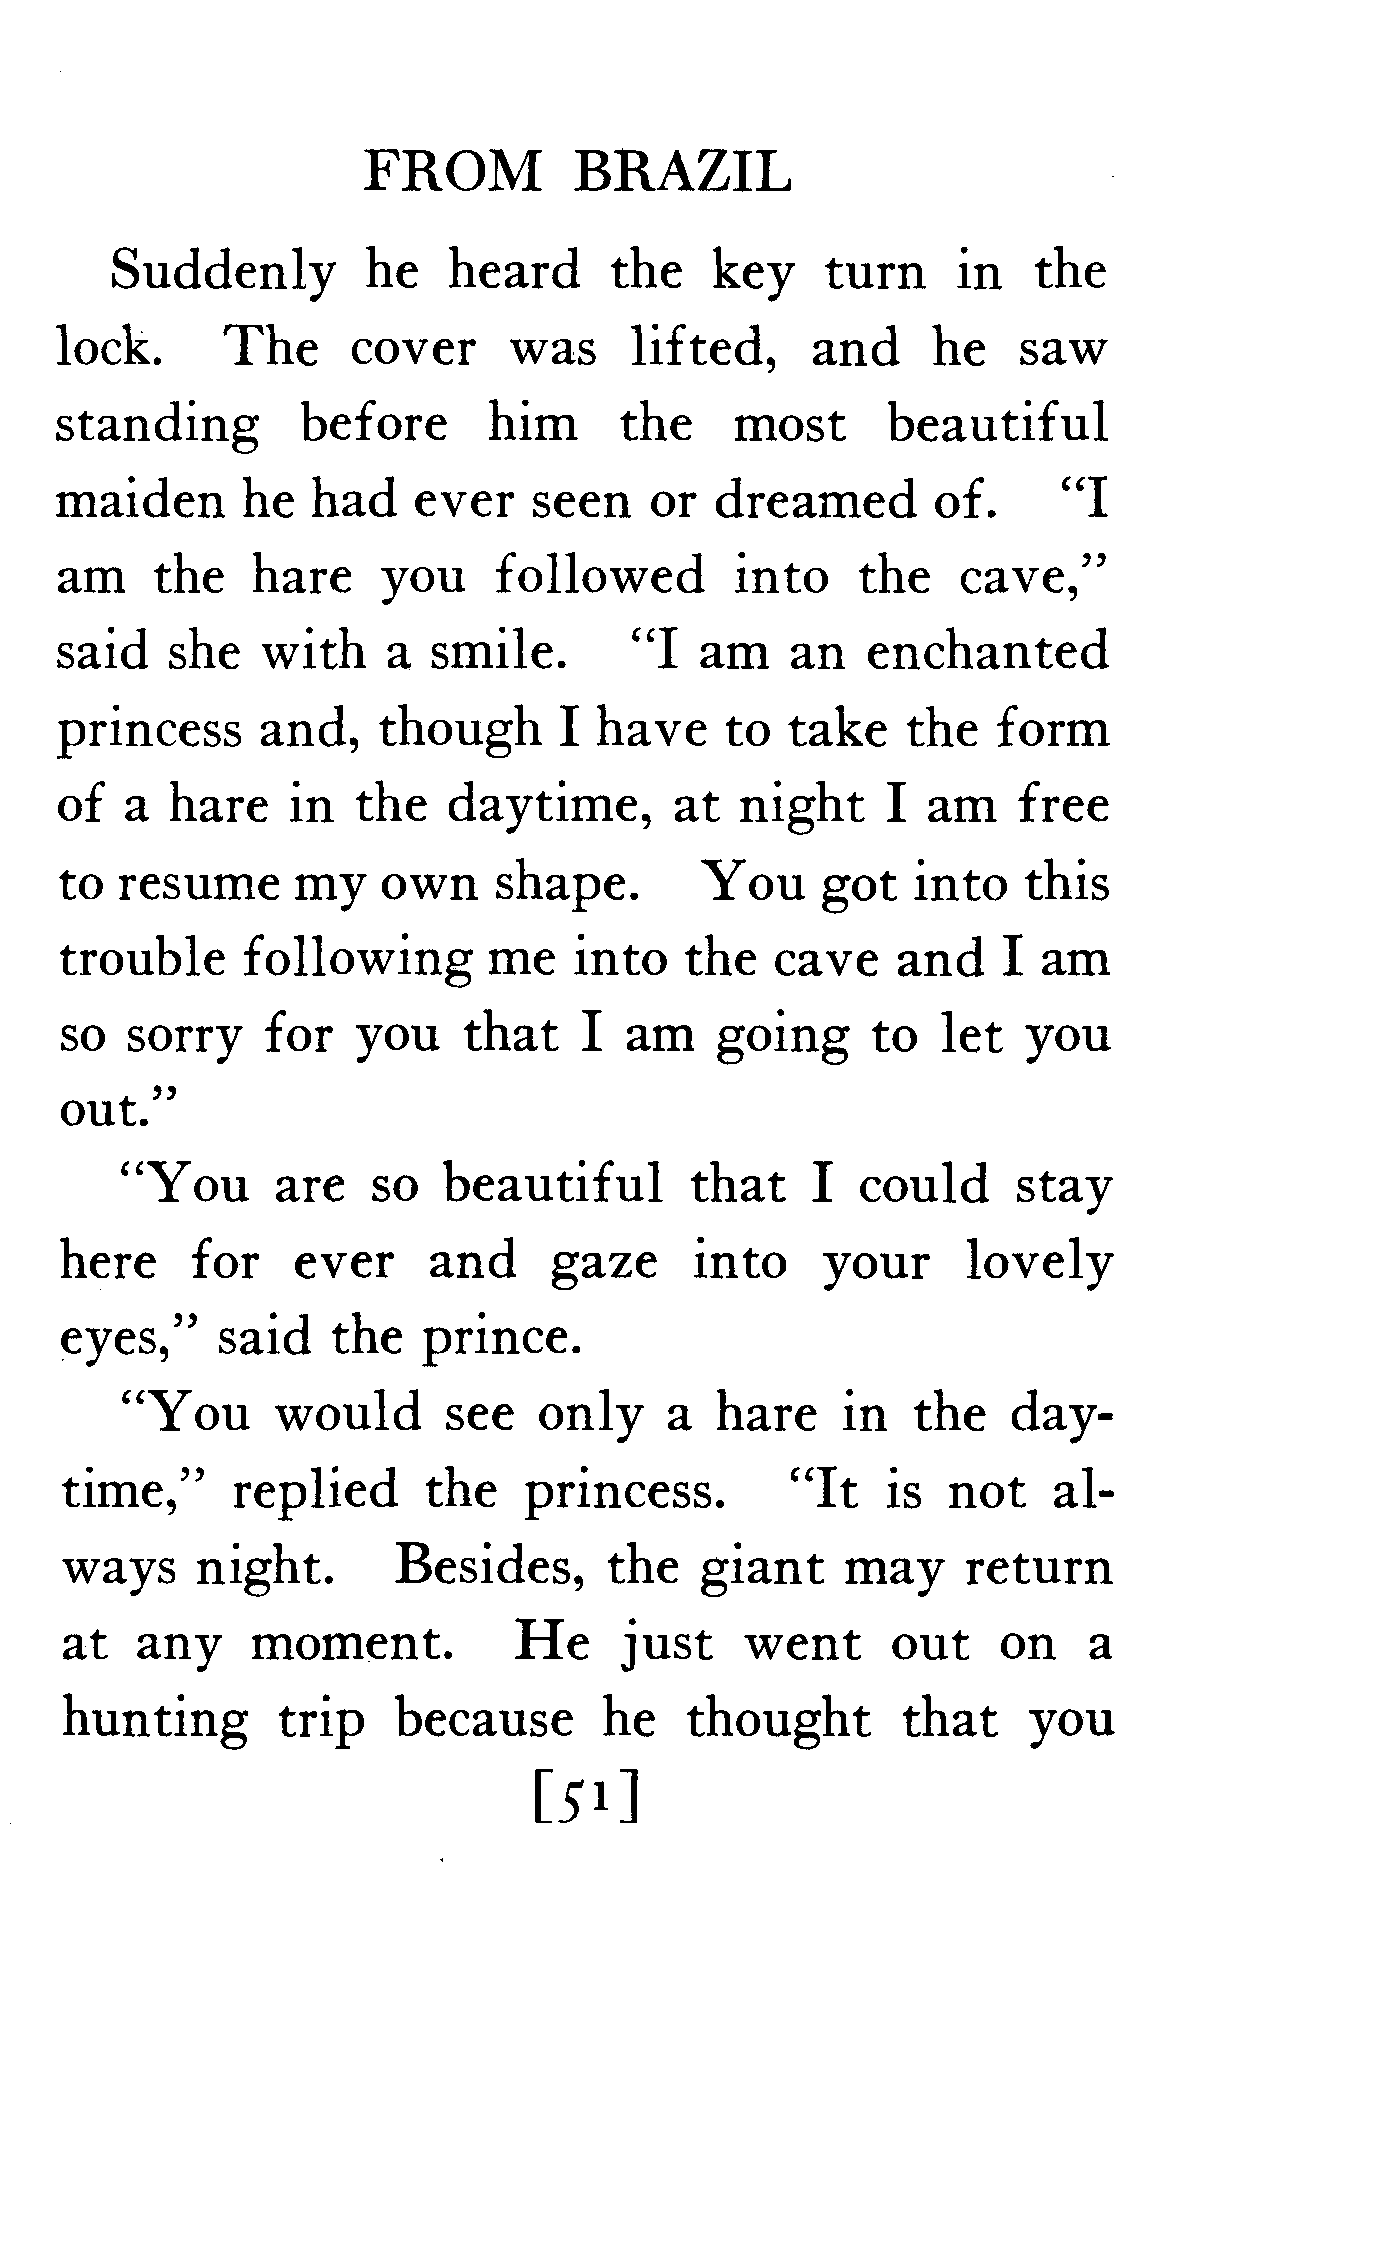 FROM BRAZIL
Suddenly he heard the key turn in the
lock. The cover was lifted, and he saw
standing before him the most beautiful
maiden he had ever seen or dreamed of. “I
am the hare you followed into the cave,”
said she with a smile. “I am an enchanted
princess and, though I have to take the form
of a hare in the daytime, at night I am free
to resume my own shape. You got into this
trouble following me into the cave and I am
so sorry for you that I am going to let you
out.”
“You are so beautiful that I could stay
here for ever and gaze into your lovely
eyes,” said the prince.
“You would see only a hare in the day-
time,” replied the princess. “It is not al-
ways night. Besides, the giant may return
at any moment. He just went out on a
hunting trip because he thought that you
[51]